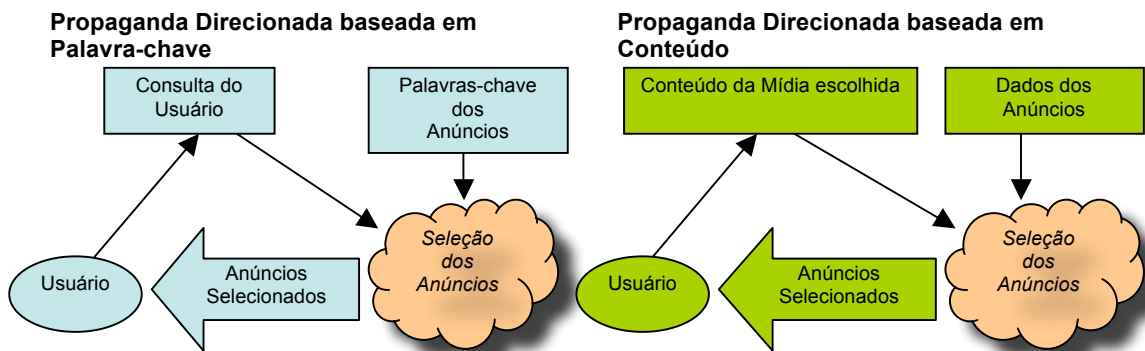 Propaganda Direcionada baseada em
Palavra-chave
Consulta do
Usuário
Palavras-chave
dos
Anúncios
Seleção
dos
Anúncios
Usuário
Anúncios
Selecionados
Propaganda Direcionada baseada em
Conteúdo
Conteúdo da Mídia escolhida
Dados dos
Anúncios
Seleção
dos
Anúncios
Usuário
Anúncios
Selecionados